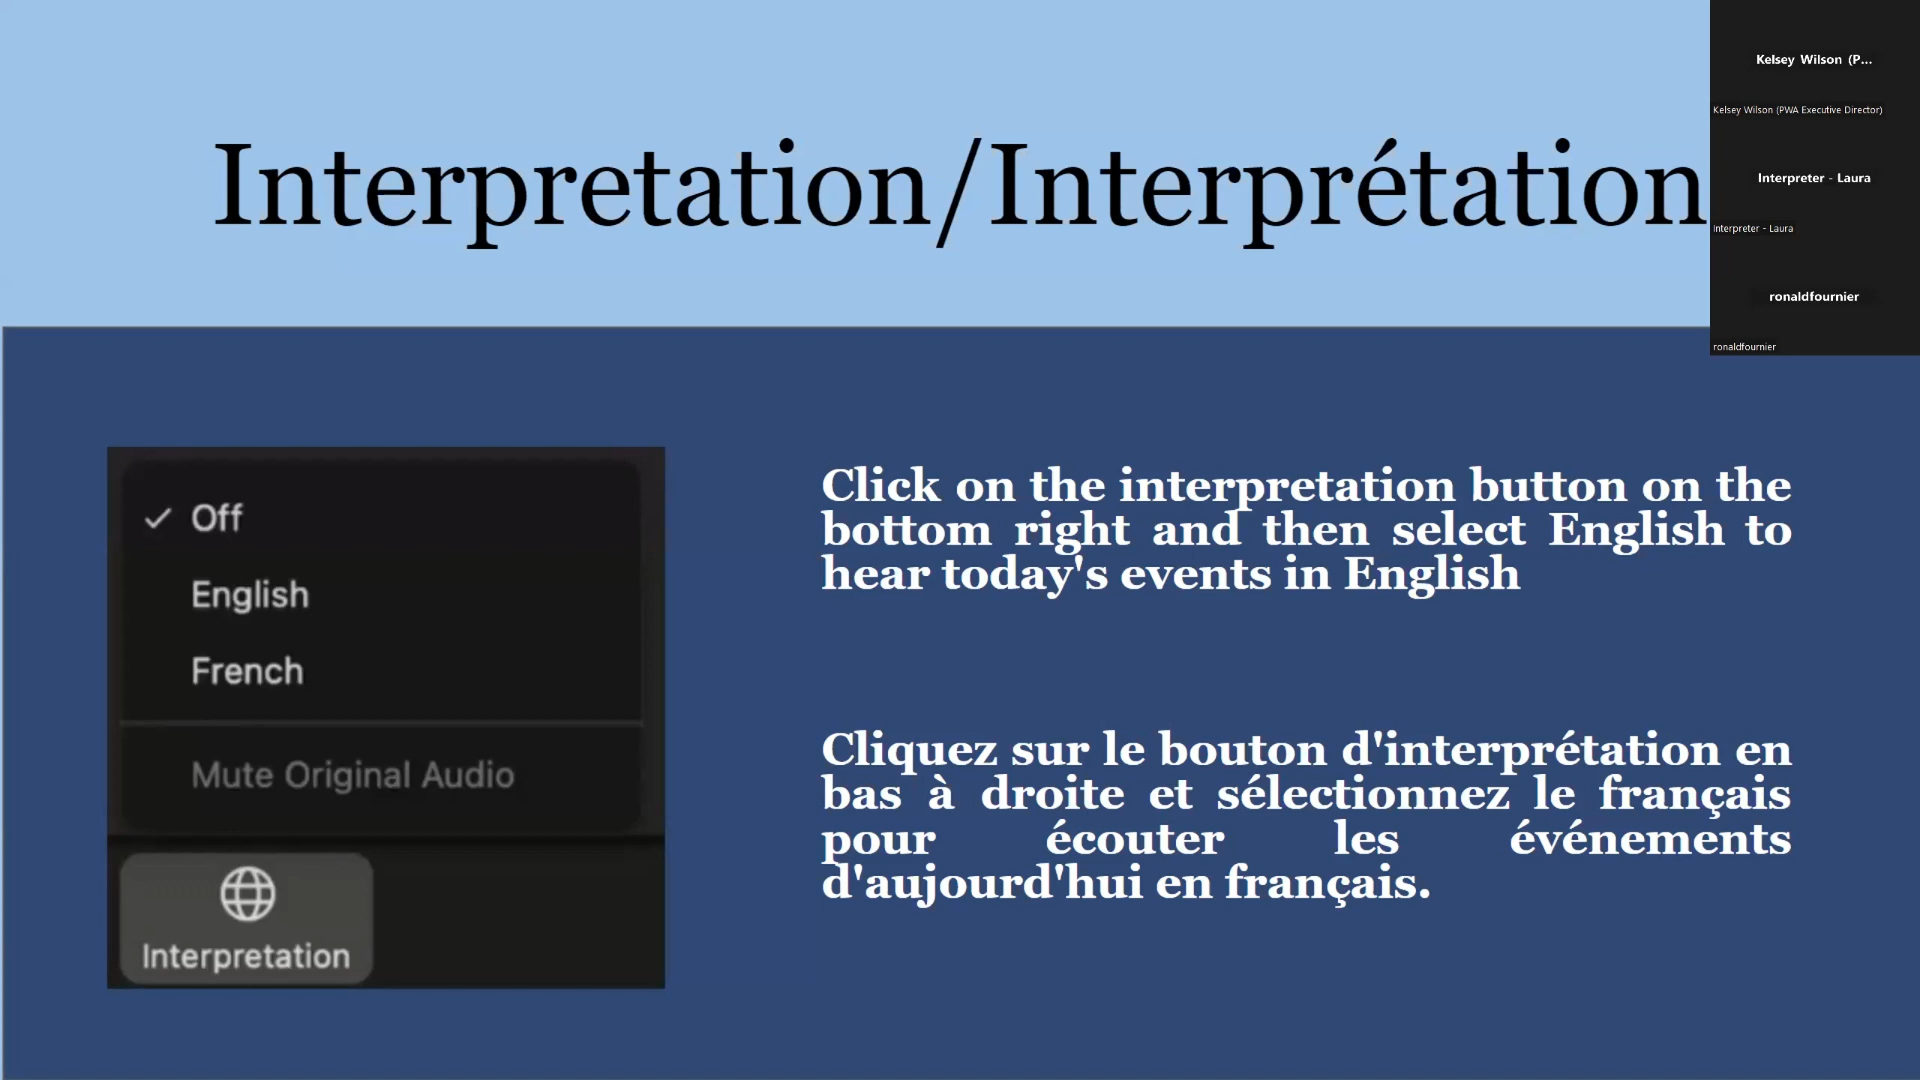 Interpretation/Interprétation
Kelsey Wilson (P...
Kelsey Wilson (PWA Executive Director)
Interpreter - Laura
Interpreter - Laura
ronaldfournier
ronaldfournier
Off
English
French
Mute Original Audio
Interpretation
Click on the interpretation button on the
bottom right and then select English to
hear today's events in English
Cliquez sur le bouton d'interprétation en
bas à droite et sélectionnez le français
pour écouter les événements
d'aujourd'hui en français.